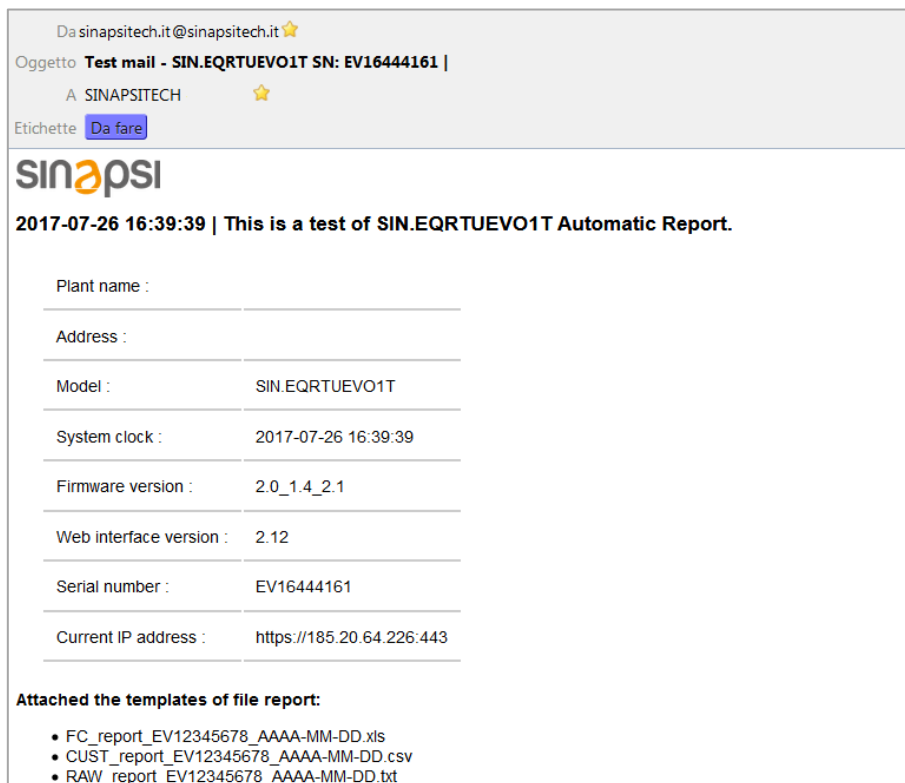 Da sinapsitech.it@sinapsitech.it
Oggetto Test mail - SIN.EQRTUEVO1T SN: EV16444161 |
A SINAPSITECH
Etichette Da fare
sinapsi
2017-07-26 16:39:39 | This is a test of SIN.EQRTUEVO1T Automatic Report.
Plant name :
Address :
Model : SIN.EQRTUEVO1T
System clock : 2017-07-26 16:39:39
Firmware version : 2.0_1.4_2.1
Web interface version : 2.12
Serial number : EV16444161
Current IP address : https://185.20.64.226:443
Attached the templates of file report:
• FC_report_EV12345678_AAAA-MM-DD.xls
• CUST_report_EV12345678_AAAA-MM-DD.csv
• RAW_report_EV12345678_AAAA-MM-DD.txt